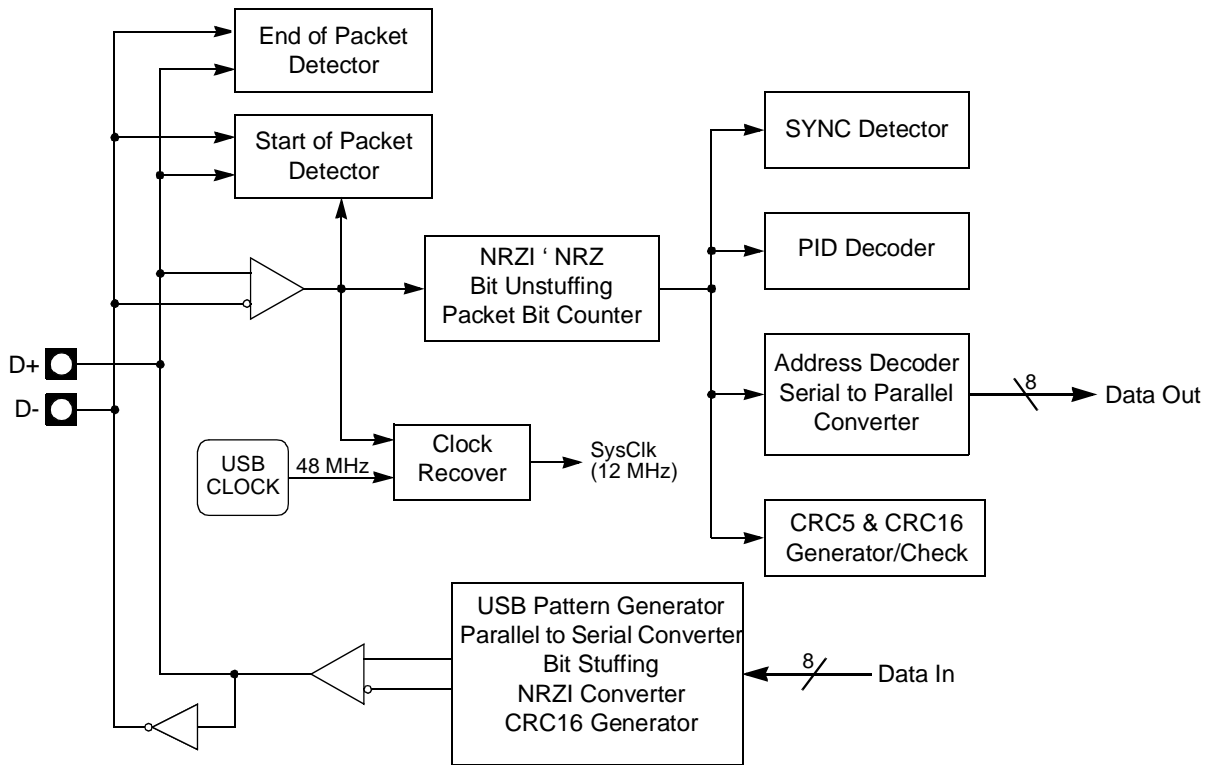 End of Packet
Detector
Start of Packet
Detector
SYNC Detector
PID Decoder
NRZI ‘ NRZ
Bit Unstuffing
Packet Bit Counter
D+
D-
Address Decoder
Serial to Parallel
Converter
8
Data Out
USB
CLOCK
48 MHz
Clock
Recover
SysClk
(12 MHz)
CRC5 & CRC16
Generator/Check
USB Pattern Generator
Parallel to Serial Converter
Bit Stuffing
NRZI Converter
CRC16 Generator
8
Data In